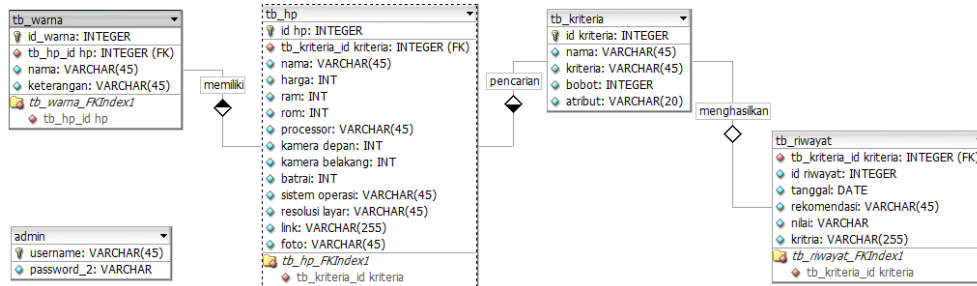 tb_warna
id_warna: INTEGER
tb_hp_id hp: INTEGER (FK)
nama: VARCHAR(45)
keterangan: VARCHAR(45)
tb_warna_FKIndex1
tb_hp_id hp
memiliki
tb_hp
id hp: INTEGER
tb_kriteria_id kriteria: INTEGER (FK)
nama: VARCHAR(45)
harga: INT
ram: INT
rom: INT
processor: VARCHAR(45)
kamera depan: INT
kamera belakang: INT
batrai: INT
sistem operasi: VARCHAR(45)
resolusi layar: VARCHAR(45)
link: VARCHAR(255)
foto: VARCHAR(45)
tb_hp_FKIndex1
tb_kriteria_id kriteria
pencarian
tb_kriteria
id kriteria: INTEGER
nama: VARCHAR(45)
kriteria: VARCHAR(45)
bobot: INTEGER
atribut: VARCHAR(20)
menghasilkan
tb_riwayat
tb_kriteria_id kriteria: INTEGER (FK)
id riwayat: INTEGER
tanggal: DATE
rekomendasi: VARCHAR(45)
nilai: VARCHAR
kritria: VARCHAR(255)
tb_riwayat_FKIndex1
tb_kriteria_id kriteria
admin
username: VARCHAR(45)
password_2: VARCHAR